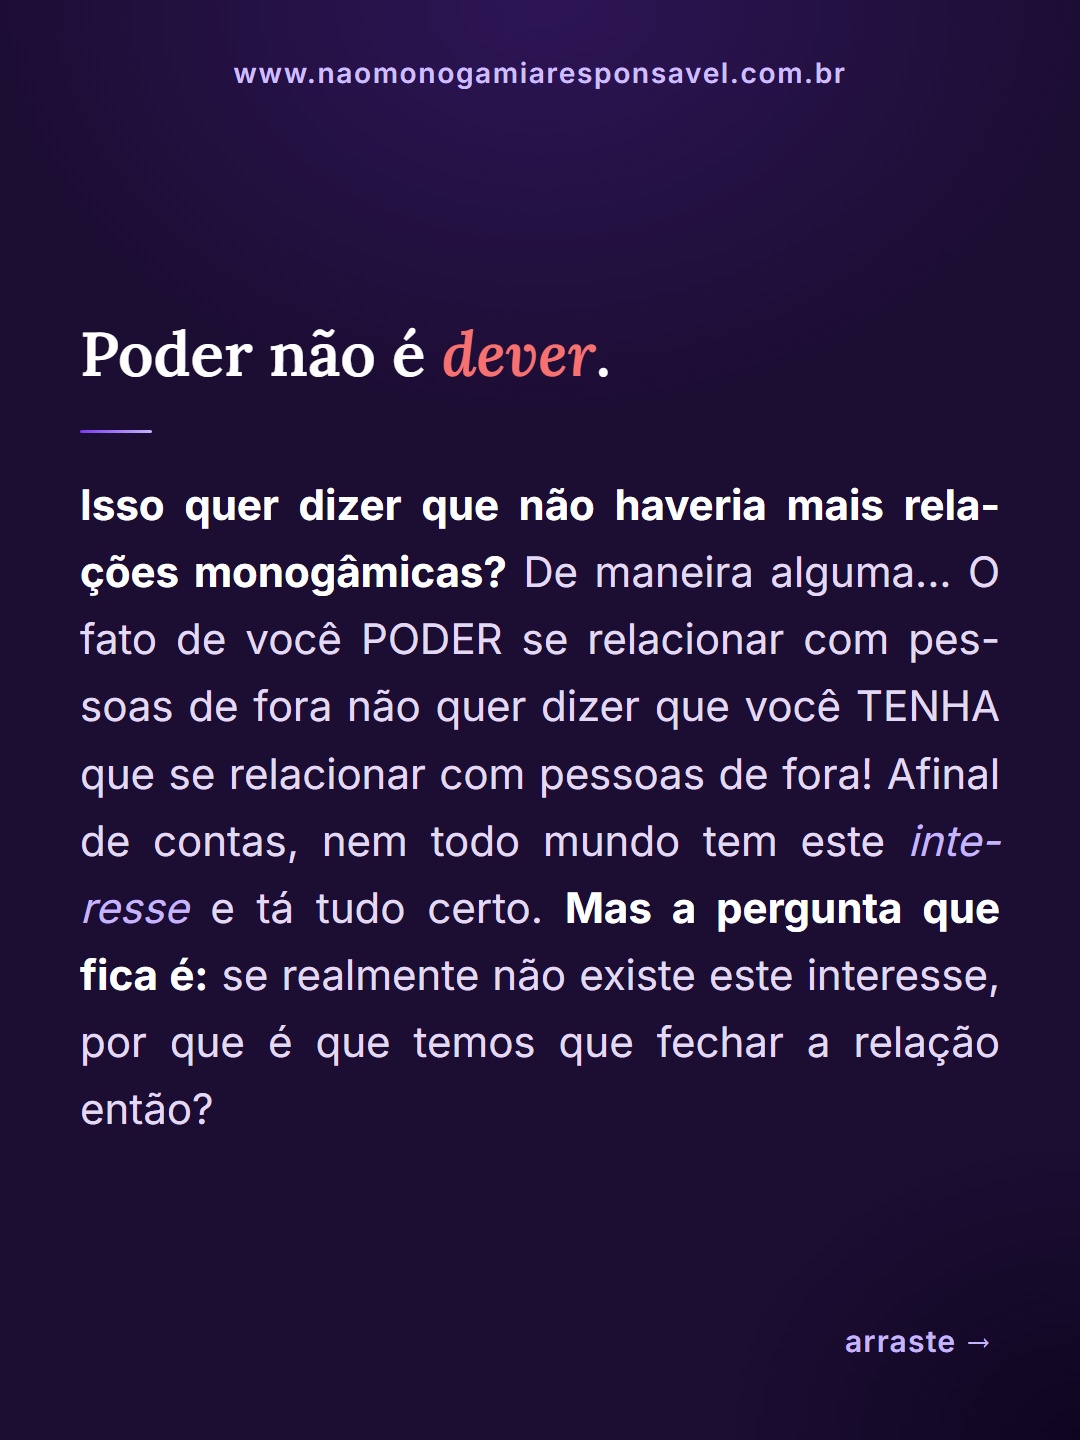 www.naomonogamiaresponsavel.com.br
Poder não é dever.
Isso quer dizer que não haveria mais rela-
ções monogâmicas? De maneira alguma... O
fato de você PODER se relacionar com pes-
soas de fora não quer dizer que você TENHA
que se relacionar com pessoas de fora! Afinal
de contas, nem todo mundo tem este inte-
resse e tá tudo certo. Mas a pergunta que
fica é: se realmente não existe este interesse,
por que é que temos que fechar a relação
então?
arraste →